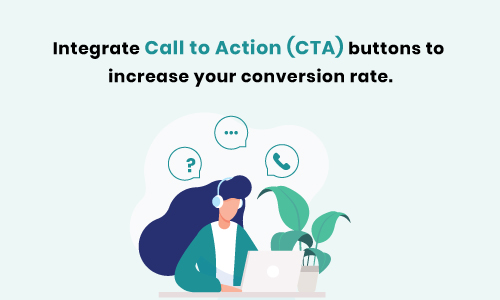 Integrate Call to Action (CTA) buttons to
increase your conversion rate.
?